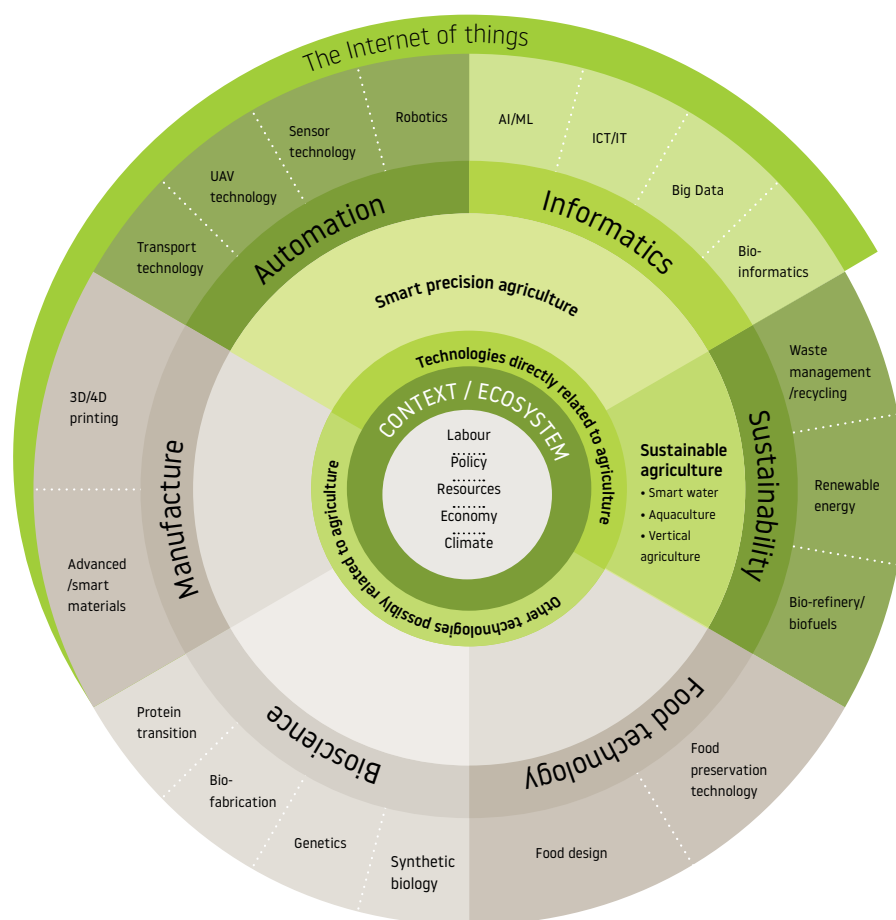 The Internet of things
Robotics
Sensor
technology
UAV
technology
Transport
technology
Automation
AI/ML
ICT/IT
Big Data
Bio-
informatics
Informatics
Smart precision agriculture
Technologies directly related to agriculture
CONTEXT / ECOSYSTEM
Labour
Policy
Resources
Economy
Climate
Other technologies possibly related to agriculture
Sustainable
agriculture
• Smart water
• Aquaculture
• Vertical
agriculture
Sustainability
Waste
management
/recycling
Renewable
energy
Bio-refinery/
biofuels
3D/4D
printing
Advanced
/smart
materials
Manufacture
Protein
transition
Bio-
fabrication
Genetics
Synthetic
biology
Bioscience
Food technology
Food
preservation
technology
Food design